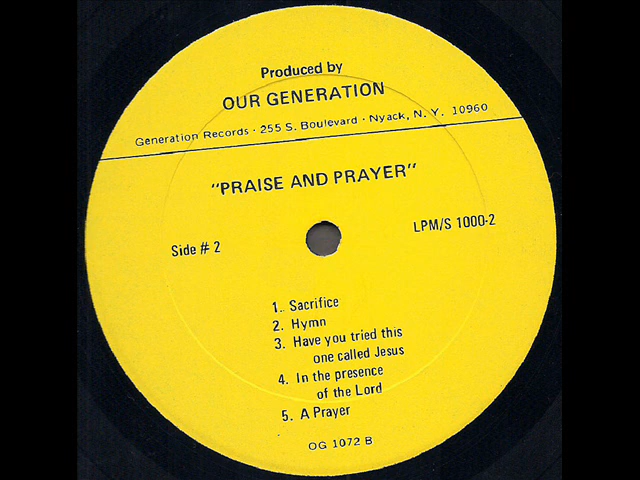 Produced by
OUR GENERATION
Generation Records · 255 S. Boulevard · Nyack, N. Y. 10960
"PRAISE AND PRAYER"
Side # 2
LPM/S 1000-2
1. Sacrifice
2. Hymn
3. Have you tried this
one called Jesus
4. In the presence
of the Lord
5. A Prayer
OG 1072 B